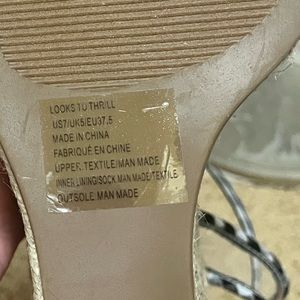 LOOKS TO THRILL
US7/UK5/EU37.5
MADE IN CHINA
FABRIQUÉ EN CHINE
UPPER.TEXTILE/MAN MADE
INNER LINING/SOCK MAN MADE/TEXTILE
OUTSOLE MAN MADE